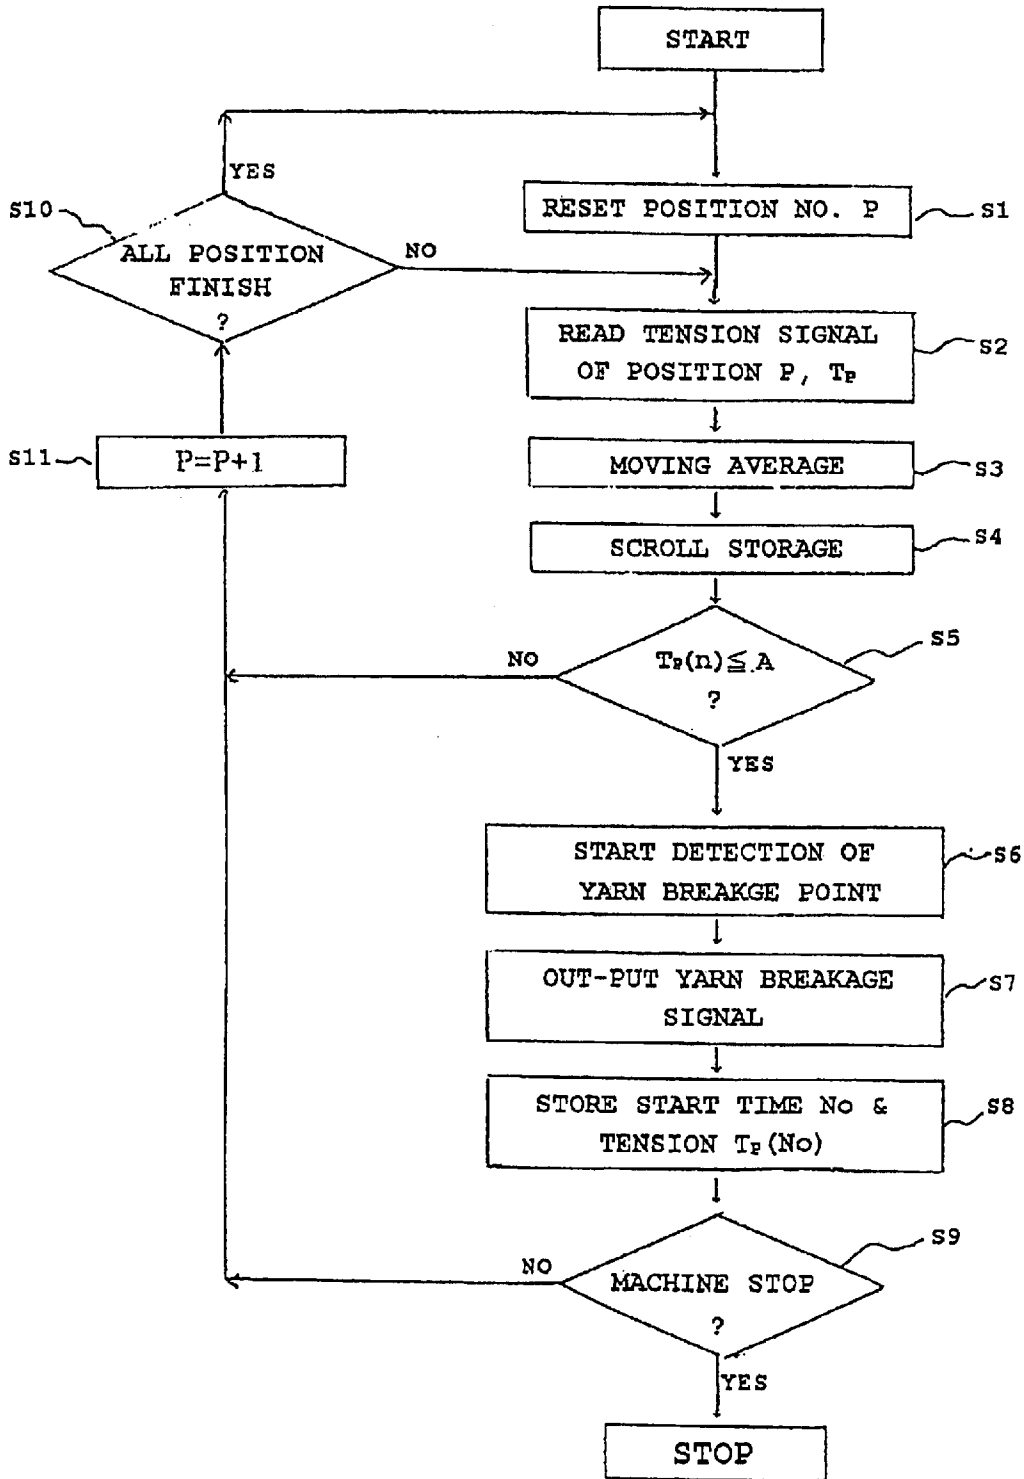 START
YES
S10
RESET POSITION NO. P
S1
ALL POSITION
FINISH
?
NO
READ TENSION SIGNAL
OF POSITION P, TP
S2
S11
P=P+1
MOVING AVERAGE
S3
SCROLL STORAGE
S4
TP(n)≦A
?
S5
NO
YES
START DETECTION OF
YARN BREAKGE POINT
S6
OUT-PUT YARN BREAKAGE
SIGNAL
S7
STORE START TIME No &
TENSION TP(No)
S8
MACHINE STOP
?
S9
NO
YES
STOP